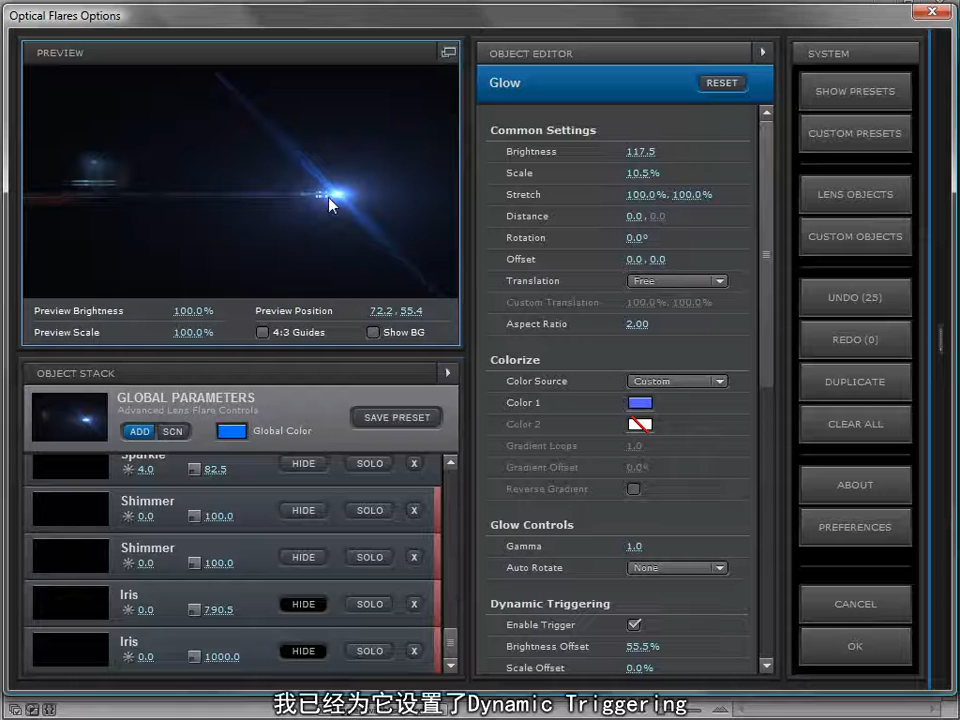 Optical Flares Options
PREVIEW
Preview Brightness 100.0% Preview Position 72.2, 55.4
Preview Scale 100.0% 4:3 Guides Show BG
OBJECT STACK
GLOBAL PARAMETERS
Advanced Lens Flare Controls
SAVE PRESET
ADD SCN Global Color
Sparkle
4.0 82.5 HIDE SOLO X
Shimmer
0.0 100.0 HIDE SOLO X
Shimmer
0.0 100.0 HIDE SOLO X
Iris
0.0 790.5 HIDE SOLO X
Iris
0.0 1000.0 HIDE SOLO X
OBJECT EDITOR
Glow RESET
Common Settings
Brightness 117.5
Scale 10.5%
Stretch 100.0%, 100.0%
Distance 0.0, 0.0
Rotation 0.0°
Offset 0.0, 0.0
Translation Free
Custom Translation 100.0%, 100.0%
Aspect Ratio 2.00
Colorize
Color Source Custom
Color 1
Color 2
Gradient Loops 1.0
Gradient Offset 0.0%
Reverse Gradient
Glow Controls
Gamma 1.0
Auto Rotate None
Dynamic Triggering
Enable Trigger
Brightness Offset 55.5%
Scale Offset 0.0%
SYSTEM
SHOW PRESETS
CUSTOM PRESETS
LENS OBJECTS
CUSTOM OBJECTS
UNDO (25)
REDO (0)
DUPLICATE
CLEAR ALL
ABOUT
PREFERENCES
CANCEL
OK
我已经为它设置了Dynamic Triggering